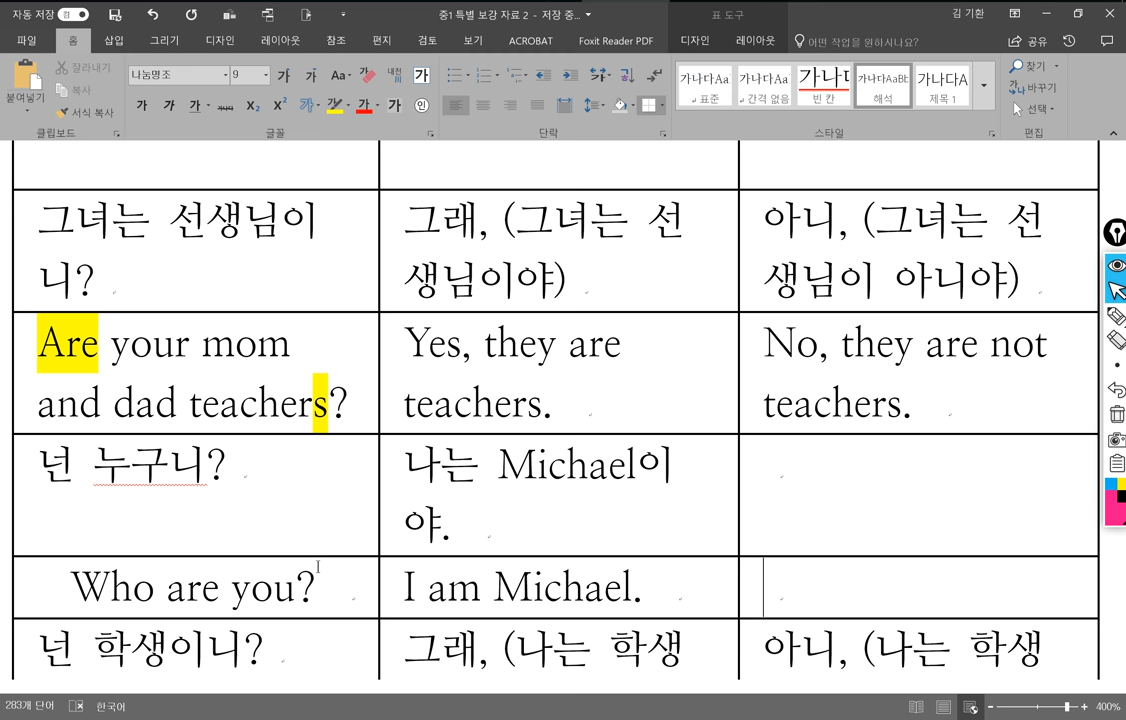 자동 저장 컴
중1 특별 보강 자료 2 - 저장 중...
표 도구
김 기환
파일 홈 삽입 그리기 디자인 레이아웃 참조 편지 검토 보기 ACROBAT Foxit Reader PDF 디자인 레이아웃 어떤 작업을 원하시나요? 공유
붙여넣기
잘라내기
복사
서식 복사
나눔명조 9
가나다Aa 가나다Aa 가나다AaBb 가나다A
표준 간격 없음 빈 칸 해석 제목 1
찾기
바꾸기
선택
클립보드 글꼴 단락 스타일 편집
그녀는 선생님이
니?
그래, (그녀는 선
생님이야)
아니, (그녀는 선
생님이 아니야)
Are your mom
and dad teachers?
Yes, they are
teachers.
No, they are not
teachers.
넌 누구니?
나는 Michael이
야.
Who are you?
I am Michael.
넌 학생이니?
그래, (나는 학생
아니, (나는 학생
283개 단어 한국어 400%